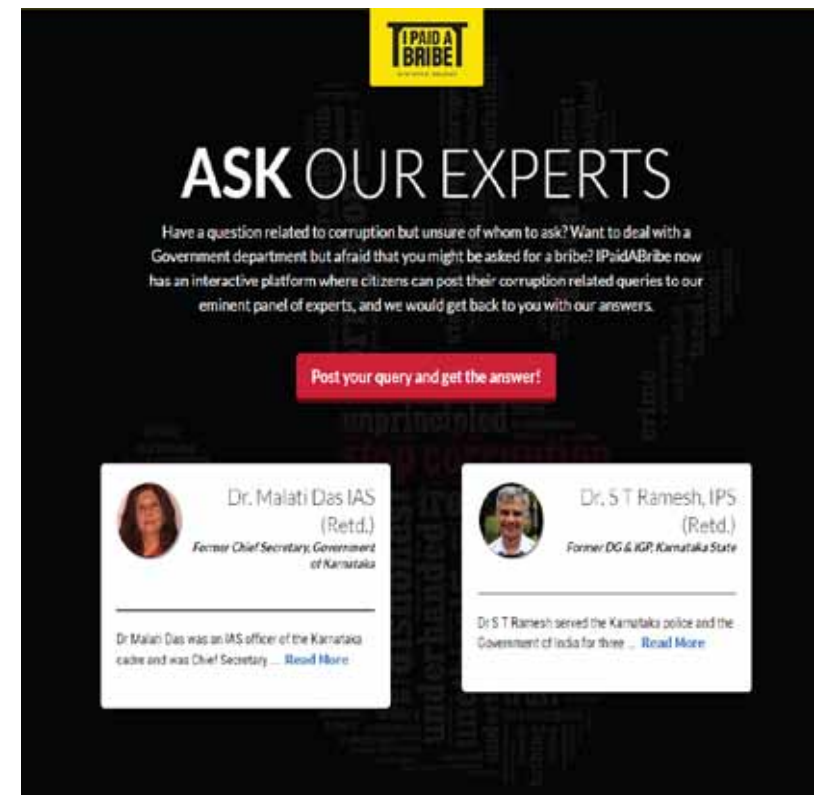 I PAID A
BRIBE
ASK OUR EXPERTS
Have a question related to corruption but unsure of whom to ask? Want to deal with a
Government department but afraid that you might be asked for a bribe? IPaidABribe now
has an interactive platform where citizens can post their corruption related queries to our
eminent panel of experts, and we would get back to you with our answers.
Post your query and get the answer!
unprincipled
stop corruption
crime
underhanded
Dr. Malati Das IAS
(Retd.)
Former Chief Secretary, Government
of Karnataka
Dr Malati Das was an IAS officer of the Karnataka
cadre and was Chief Secretary ... Read More
Dr. S T Ramesh, IPS
(Retd.)
Former DG & IGP, Karnataka State
Dr S T Ramesh served the Karnataka police and the
Government of India for three ... Read More